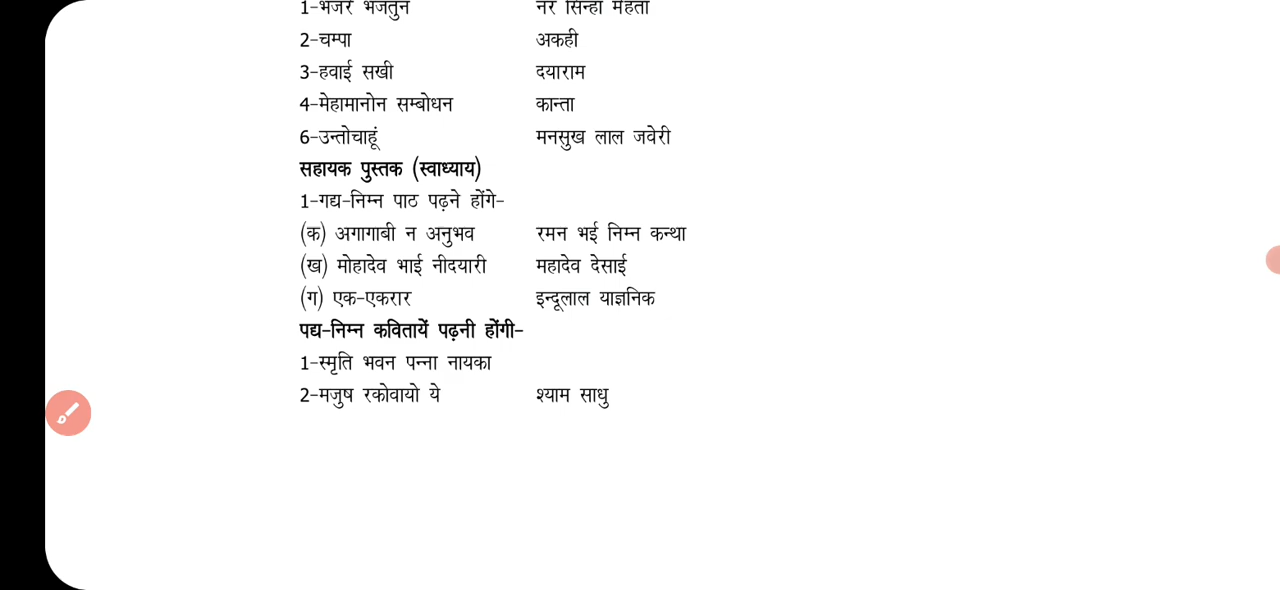 1-भजरे भजतुन नर सिन्हा महता
2-चम्पा अकही
3-हवाई सखी दयाराम
4-मेहामानोन सम्बोधन कान्ता
6-उन्तोचाहूं मनसुख लाल जवेरी
सहायक पुस्तक (स्वाध्याय)
1-गद्य-निम्न पाठ पढ़ने होंगे-
(क) अगागाबी न अनुभव रमन भई निम्न कन्था
(ख) मोहादेव भाई नीदयारी महादेव देसाई
(ग) एक-एकरार इन्दूलाल याज्ञनिक
पद्य-निम्न कवितायें पढ़नी होंगी-
1-स्मृति भवन पन्ना नायका
2-मजुष रकोवायो ये श्याम साधु